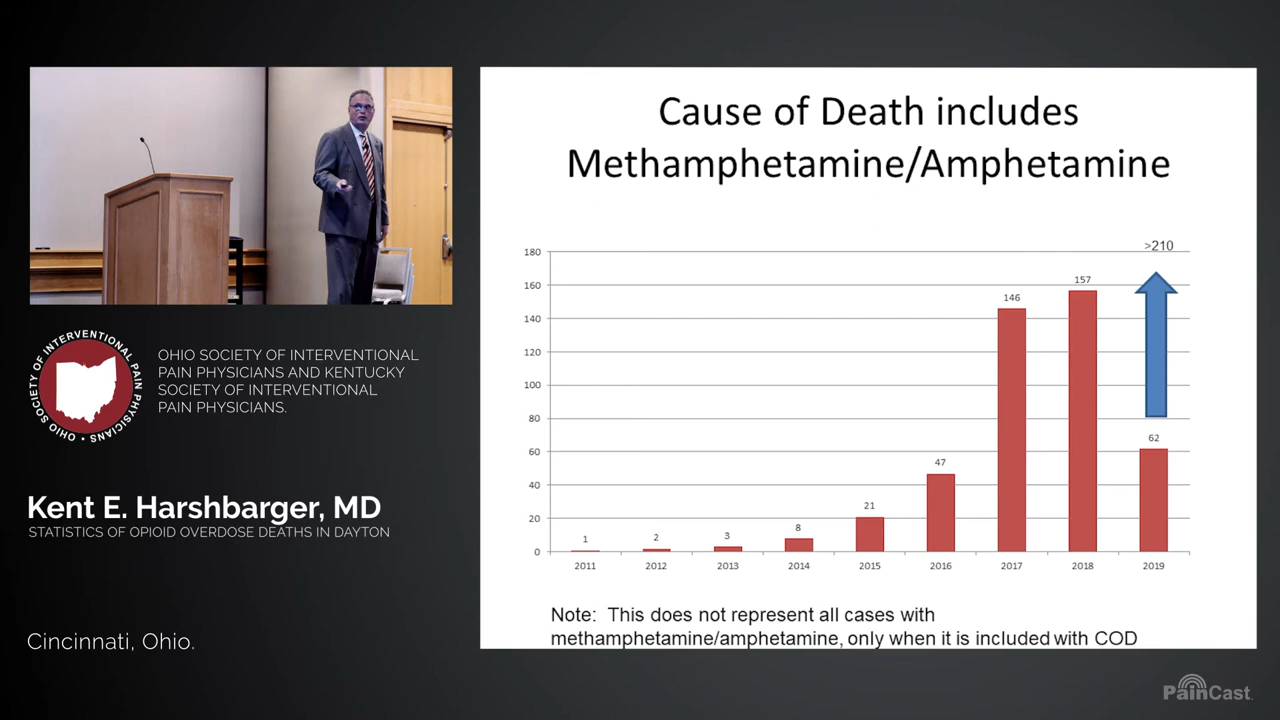 Cause of Death includes
Methamphetamine/Amphetamine
>210
180
160
140
120
100
80
60
40
20
0
1
2
3
8
21
47
146
157
62
2011
2012
2013
2014
2015
2016
2017
2018
2019
Note: This does not represent all cases with
methamphetamine/amphetamine, only when it is included with COD
OHIO SOCIETY OF INTERVENTIONAL PAIN PHYSICIANS •
OHIO SOCIETY OF INTERVENTIONAL
PAIN PHYSICIANS AND KENTUCKY
SOCIETY OF INTERVENTIONAL
PAIN PHYSICIANS.
Kent E. Harshbarger, MD
STATISTICS OF OPIOID OVERDOSE DEATHS IN DAYTON
Cincinnati, Ohio.
PainCast.